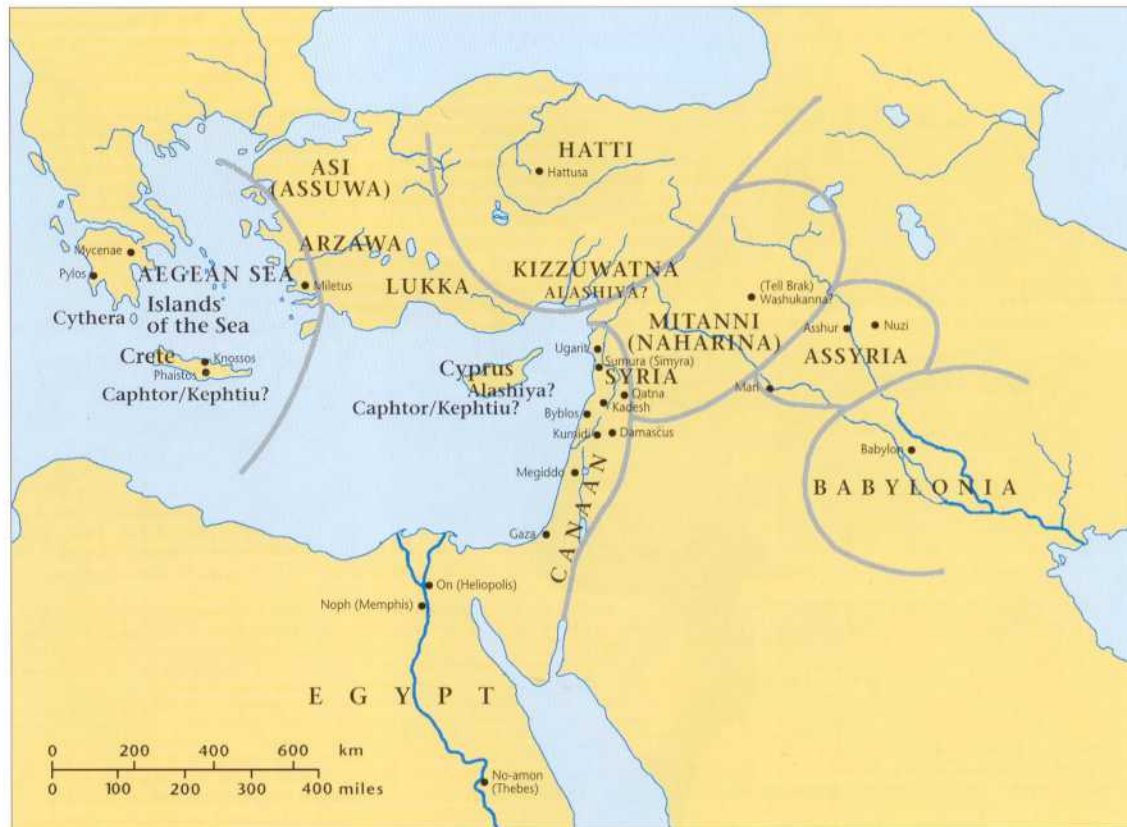 HATTI
Hattusa
ASI
(ASSUWA)
Mycenae
ARZAWA
Pylos
AEGEAN SEA
Miletus
LUKKA
KIZZUWATNA
ALASHIYA?
(Tell Brak)
Washukanna?
Islands
of the Sea
Cythera
MITANNI
(NAHARINA)
Asshur
Nuzi
ASSYRIA
Crete
Knossos
Phaistos
Caphtor/Kephtiu?
Cyprus
Alashiya?
Caphtor/Kephtiu?
Ugarit
Sumura (Simyra)
SYRIA
Qatna
Kadesh
Mari
Byblos
Kumidi
Damascus
Babylon
Megiddo
BABYLONIA
CANAAN
Gaza
On (Heliopolis)
Noph (Memphis)
EGYPT
0 200 400 600 km
0 100 200 300 400 miles
No-amon
(Thebes)